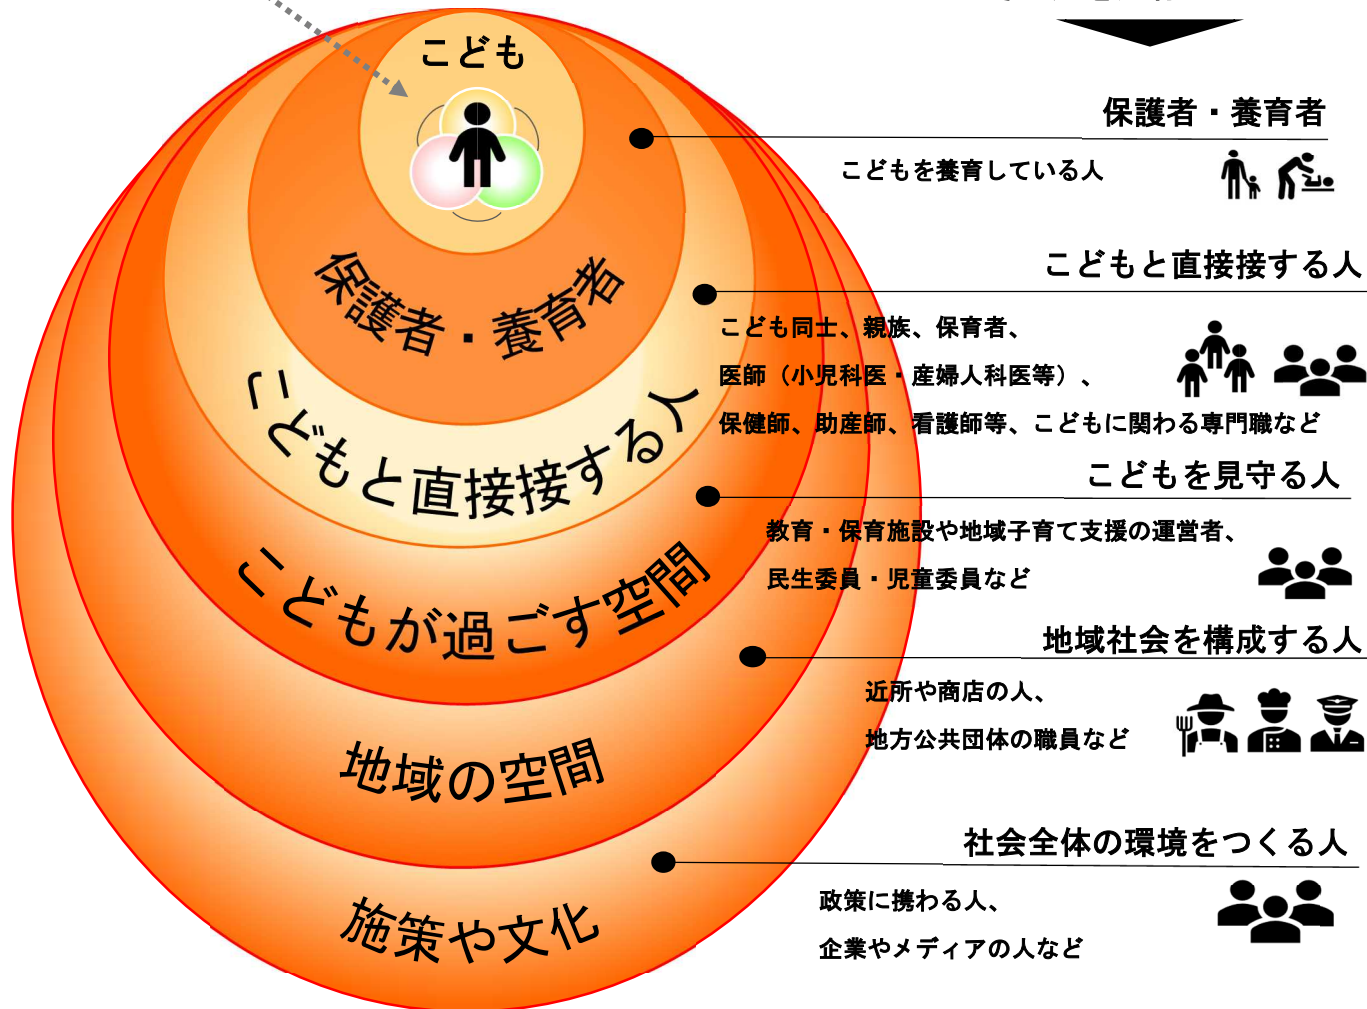 こども
保護者・養育者
こどもと直接接する人
こどもが過ごす空間
地域の空間
施策や文化
保護者・養育者
こどもを養育している人
こどもと直接接する人
こども同士、親族、保育者、
医師（小児科医・産婦人科医等）、
保健師、助産師、看護師等、こどもに関わる専門職など
こどもを見守る人
教育・保育施設や地域子育て支援の運営者、
民生委員・児童委員など
地域社会を構成する人
近所や商店の人、
地方公共団体の職員など
社会全体の環境をつくる人
政策に携わる人、
企業やメディアの人など